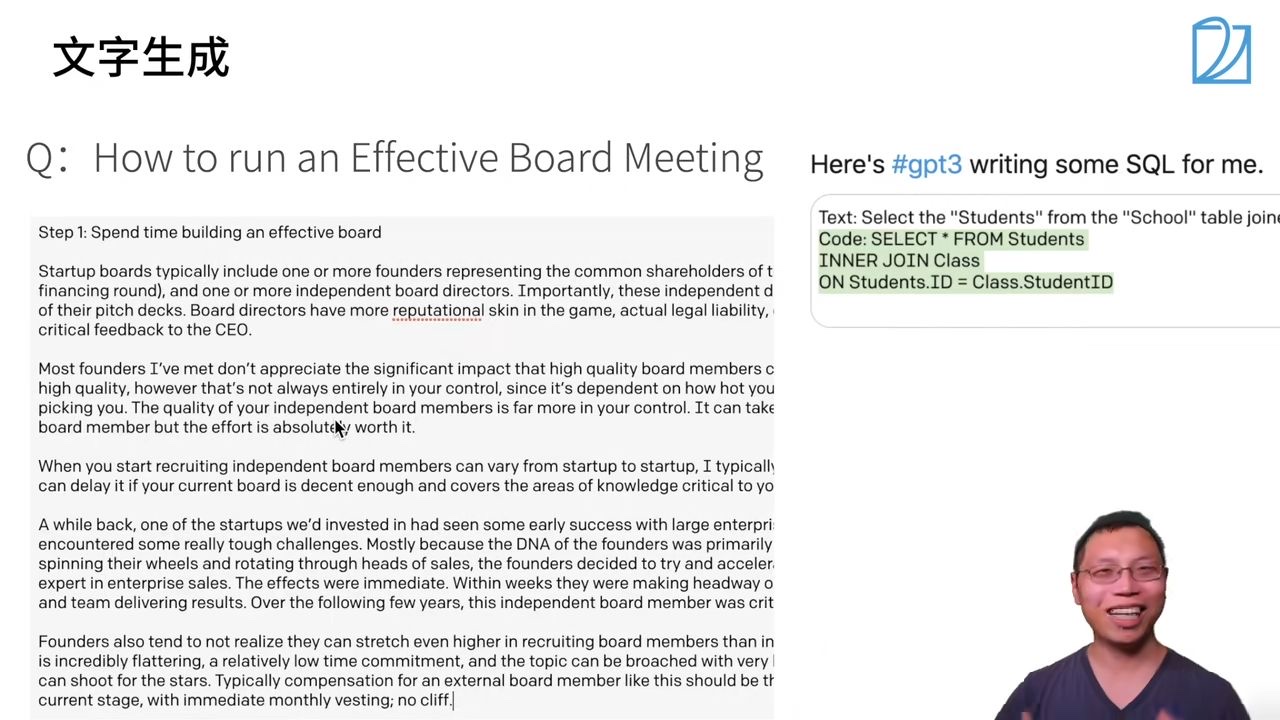 文字生成
Q： How to run an Effective Board Meeting
Step 1: Spend time building an effective board
Startup boards typically include one or more founders representing the common shareholders of t
financing round), and one or more independent board directors. Importantly, these independent d
of their pitch decks. Board directors have more reputational skin in the game, actual legal liability,
critical feedback to the CEO.
Most founders I've met don't appreciate the significant impact that high quality board members c
high quality, however that's not always entirely in your control, since it's dependent on how hot you
picking you. The quality of your independent board members is far more in your control. It can take
board member but the effort is absolutely worth it.
When you start recruiting independent board members can vary from startup to startup, I typically
can delay it if your current board is decent enough and covers the areas of knowledge critical to yo
A while back, one of the startups we'd invested in had seen some early success with large enterpri
encountered some really tough challenges. Mostly because the DNA of the founders was primarily
spinning their wheels and rotating through heads of sales, the founders decided to try and acceler
expert in enterprise sales. The effects were immediate. Within weeks they were making headway o
and team delivering results. Over the following few years, this independent board member was crit
Founders also tend to not realize they can stretch even higher in recruiting board members than in
is incredibly flattering, a relatively low time commitment, and the topic can be broached with very
can shoot for the stars. Typically compensation for an external board member like this should be th
current stage, with immediate monthly vesting; no cliff.
Here's #gpt3 writing some SQL for me.
Text: Select the "Students" from the "School" table joine
Code: SELECT * FROM Students
INNER JOIN Class
ON Students.ID = Class.StudentID